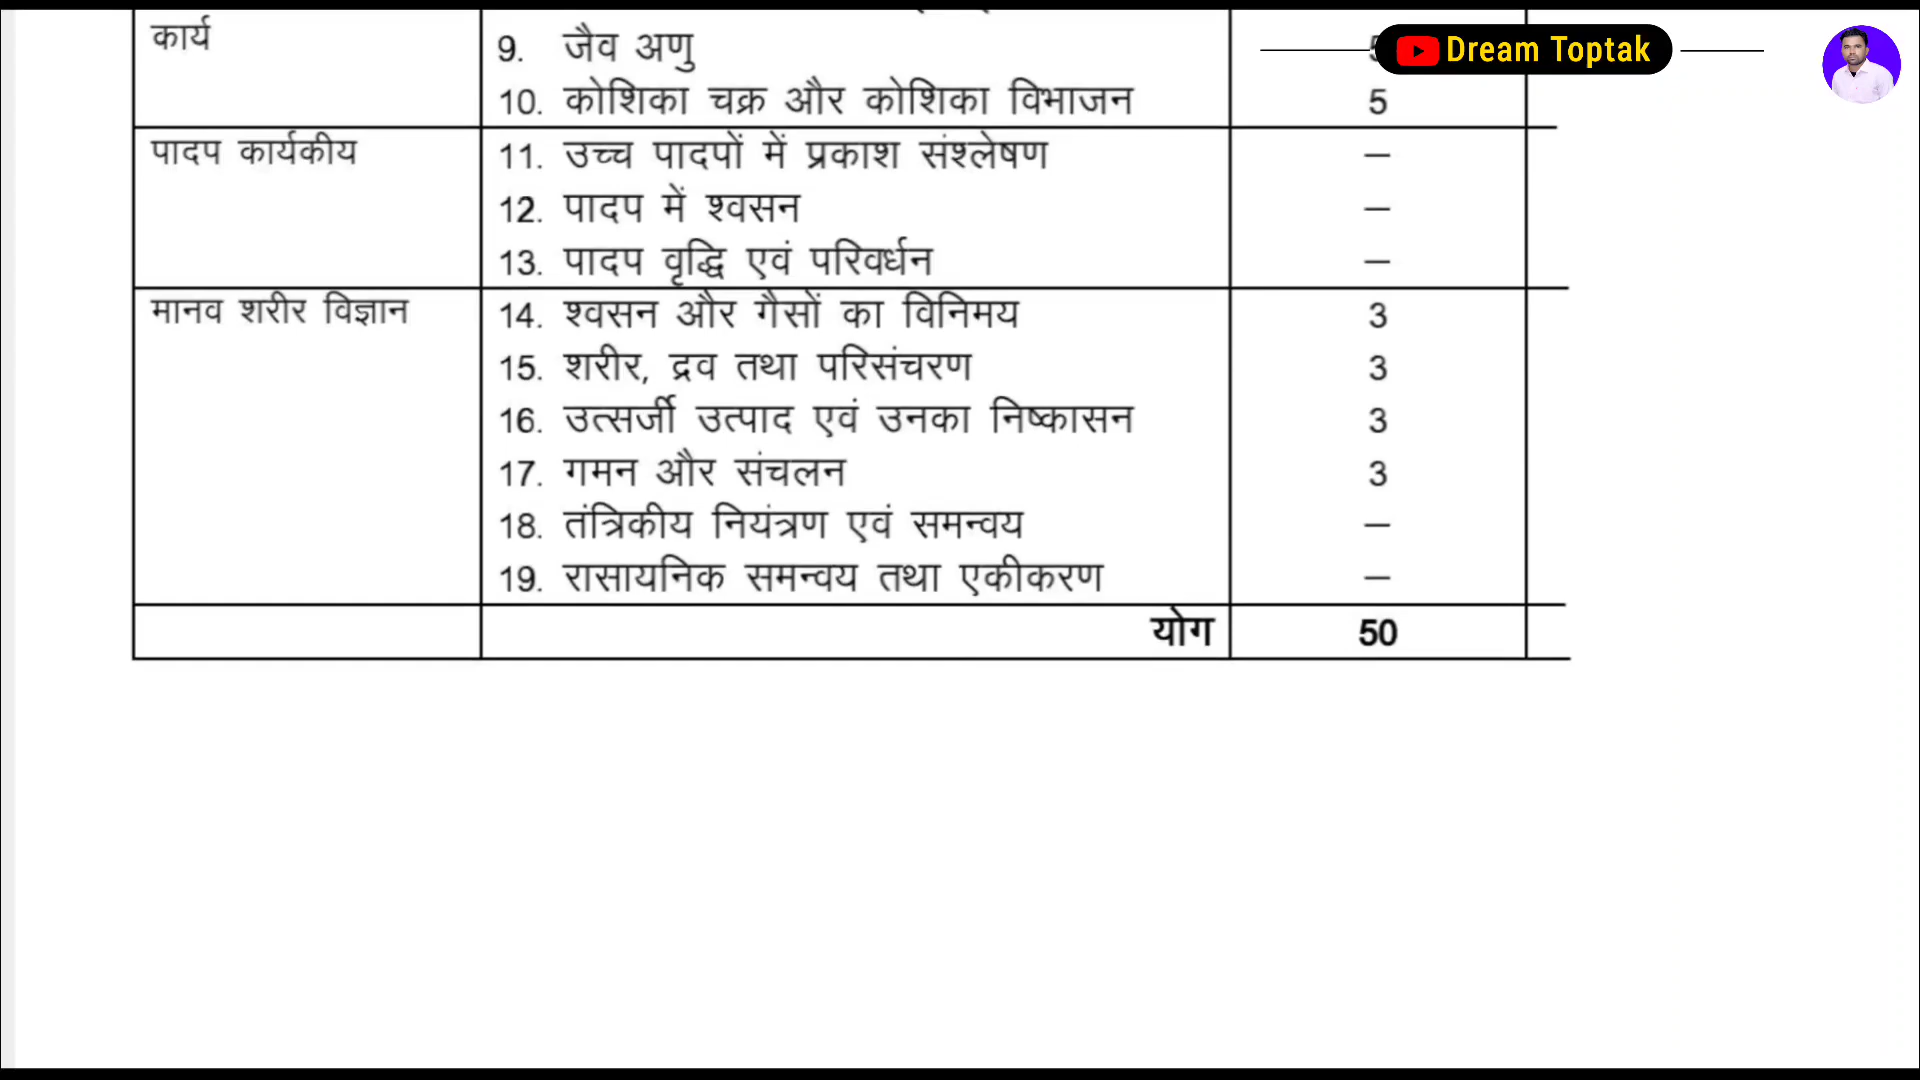 कार्य
9. जैव अणु
10. कोशिका चक्र और कोशिका विभाजन 5
पादप कार्यकीय
11. उच्च पादपों में प्रकाश संश्लेषण —
12. पादप में श्वसन —
13. पादप वृद्धि एवं परिवर्धन —
मानव शरीर विज्ञान
14. श्वसन और गैसों का विनिमय 3
15. शरीर, द्रव तथा परिसंचरण 3
16. उत्सर्जी उत्पाद एवं उनका निष्कासन 3
17. गमन और संचलन 3
18. तंत्रिकीय नियंत्रण एवं समन्वय —
19. रासायनिक समन्वय तथा एकीकरण —
योग 50
Dream Toptak